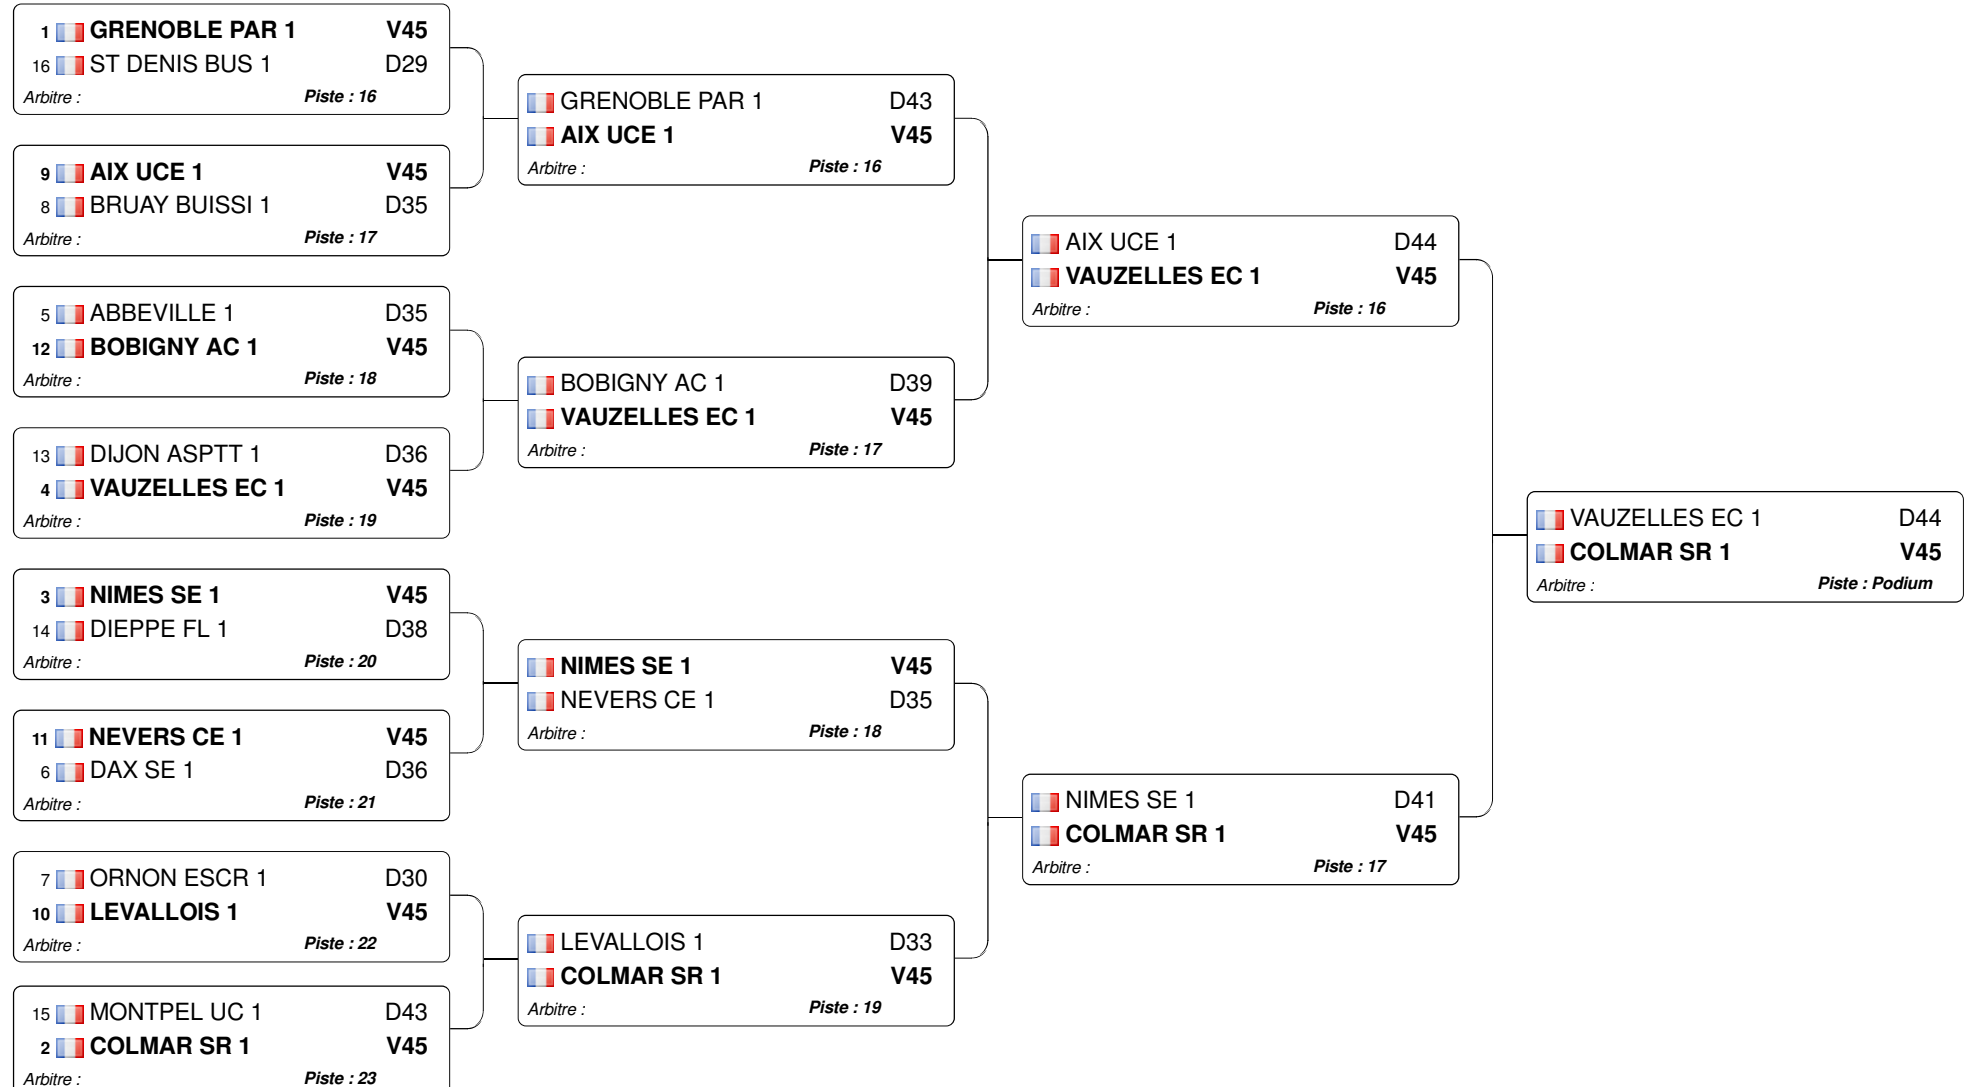 1 GRENOBLE PAR 1 V45
16 ST DENIS BUS 1 D29
Arbitre : Piste : 16
9 AIX UCE 1 V45
8 BRUAY BUISSI 1 D35
Arbitre : Piste : 17
5 ABBEVILLE 1 D35
12 BOBIGNY AC 1 V45
Arbitre : Piste : 18
13 DIJON ASPTT 1 D36
4 VAUZELLES EC 1 V45
Arbitre : Piste : 19
3 NIMES SE 1 V45
14 DIEPPE FL 1 D38
Arbitre : Piste : 20
11 NEVERS CE 1 V45
6 DAX SE 1 D36
Arbitre : Piste : 21
7 ORNON ESCR 1 D30
10 LEVALLOIS 1 V45
Arbitre : Piste : 22
15 MONTPEL UC 1 D43
2 COLMAR SR 1 V45
Arbitre : Piste : 23
GRENOBLE PAR 1 D43
AIX UCE 1 V45
Arbitre : Piste : 16
BOBIGNY AC 1 D39
VAUZELLES EC 1 V45
Arbitre : Piste : 17
NIMES SE 1 V45
NEVERS CE 1 D35
Arbitre : Piste : 18
LEVALLOIS 1 D33
COLMAR SR 1 V45
Arbitre : Piste : 19
AIX UCE 1 D44
VAUZELLES EC 1 V45
Arbitre : Piste : 16
NIMES SE 1 D41
COLMAR SR 1 V45
Arbitre : Piste : 17
VAUZELLES EC 1 D44
COLMAR SR 1 V45
Arbitre : Piste : Podium